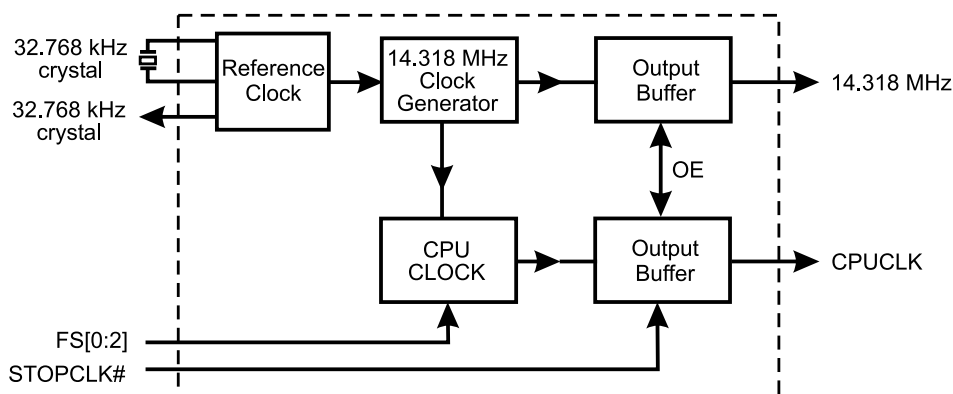 32.768 kHz
crystal
32.768 kHz
crystal
Reference
Clock
14.318 MHz
Clock
Generator
Output
Buffer
14.318 MHz
OE
CPU
CLOCK
Output
Buffer
CPUCLK
FS[0:2]
STOPCLK#